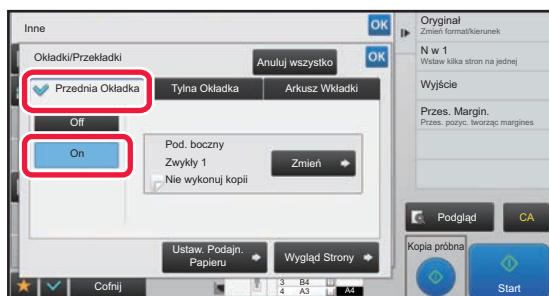 Inne
OK
Okładki/Przekładki
Anuluj wszystko
OK
Przednia Okładka
Tylna Okładka
Arkusz Wkładki
Off
On
Pod. boczny
Zwykły 1
Nie wykonuj kopii
Zmień
Ustaw. Podajn.
Papieru
Wygląd Strony
Cofnij
3 B4
4 A3
A4
Oryginał
Zmień format/kierunek
N w 1
Wstaw kilka stron na jednej
Wyjście
Przes. Margin.
Przes. pozyc. tworząc margines
Podgląd
CA
Kopia próbna
Start